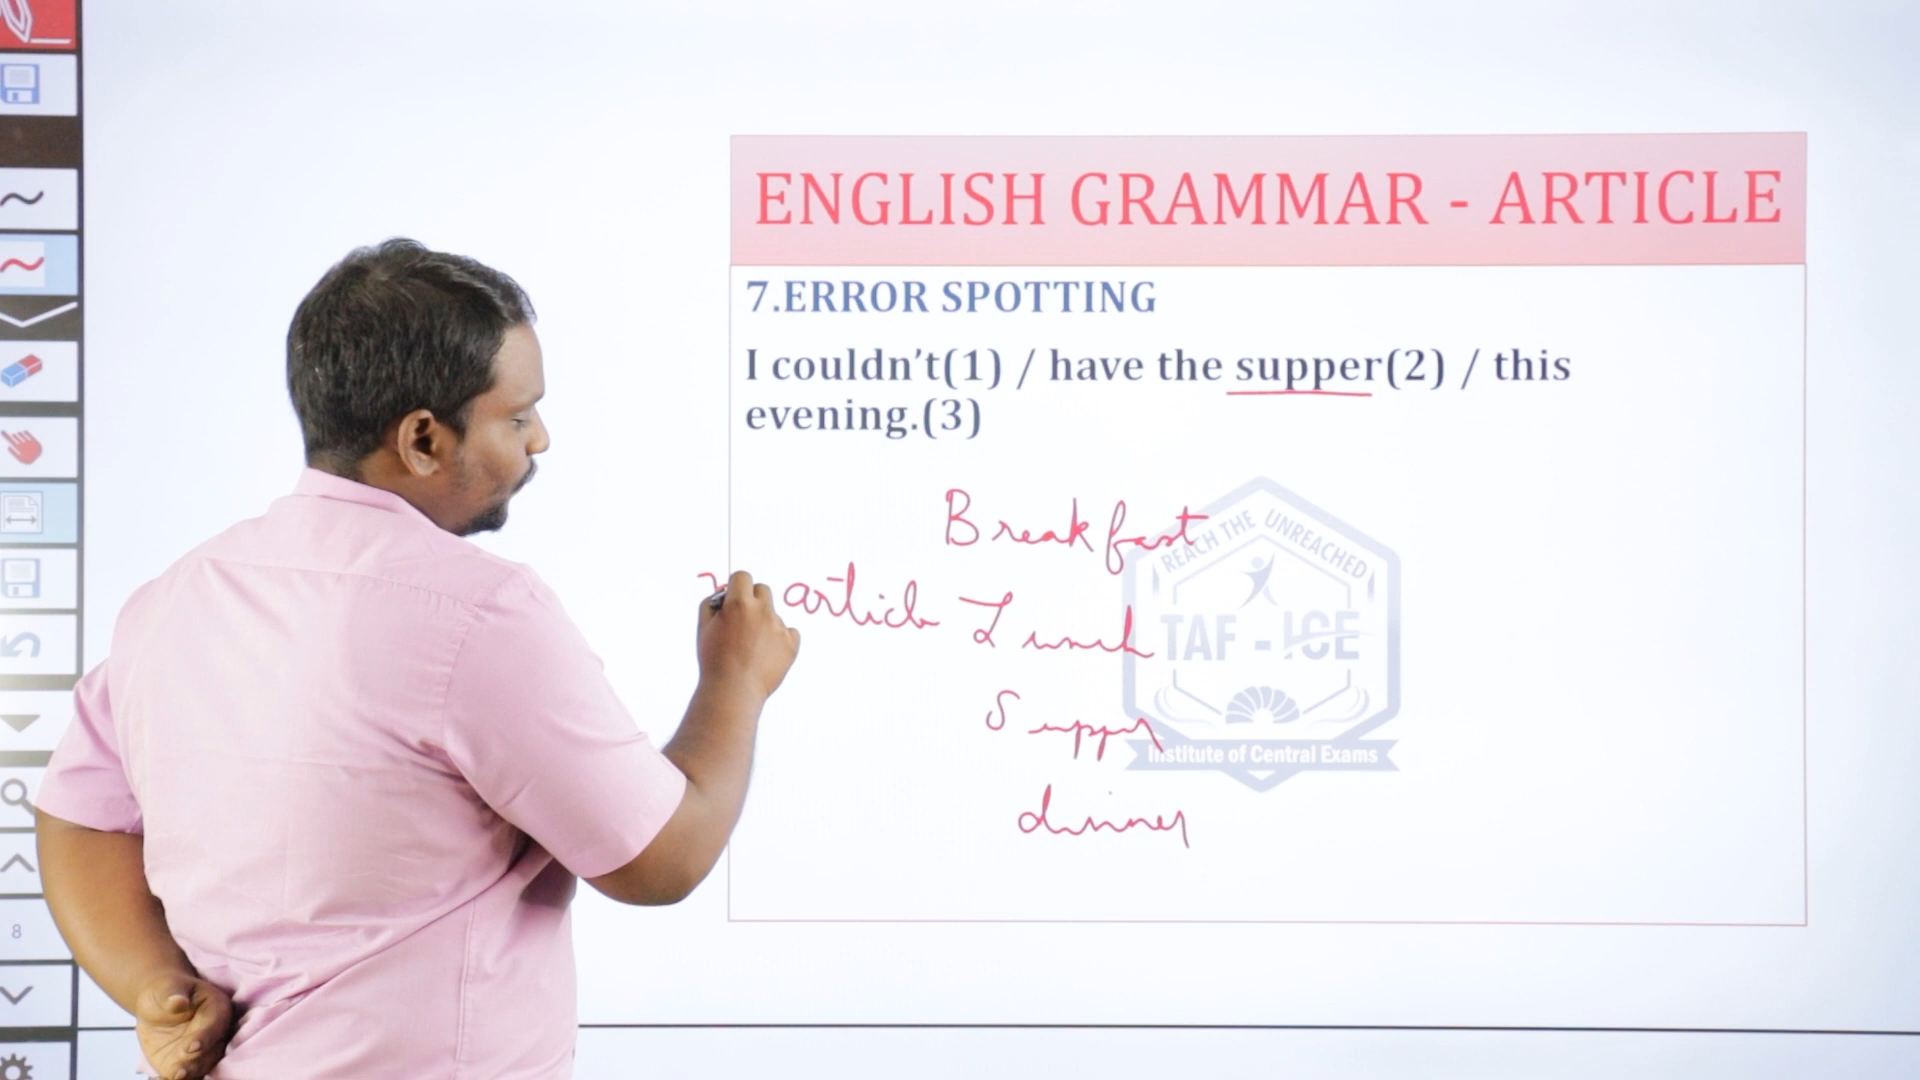 ENGLISH GRAMMAR - ARTICLE
7.ERROR SPOTTING
I couldn't(1) / have the supper(2) / this
evening.(3)
Breakfast
article Lunch
Supper
dinner
REACH THE UNREACHED
TAF - ICE
Institute of Central Exams
8